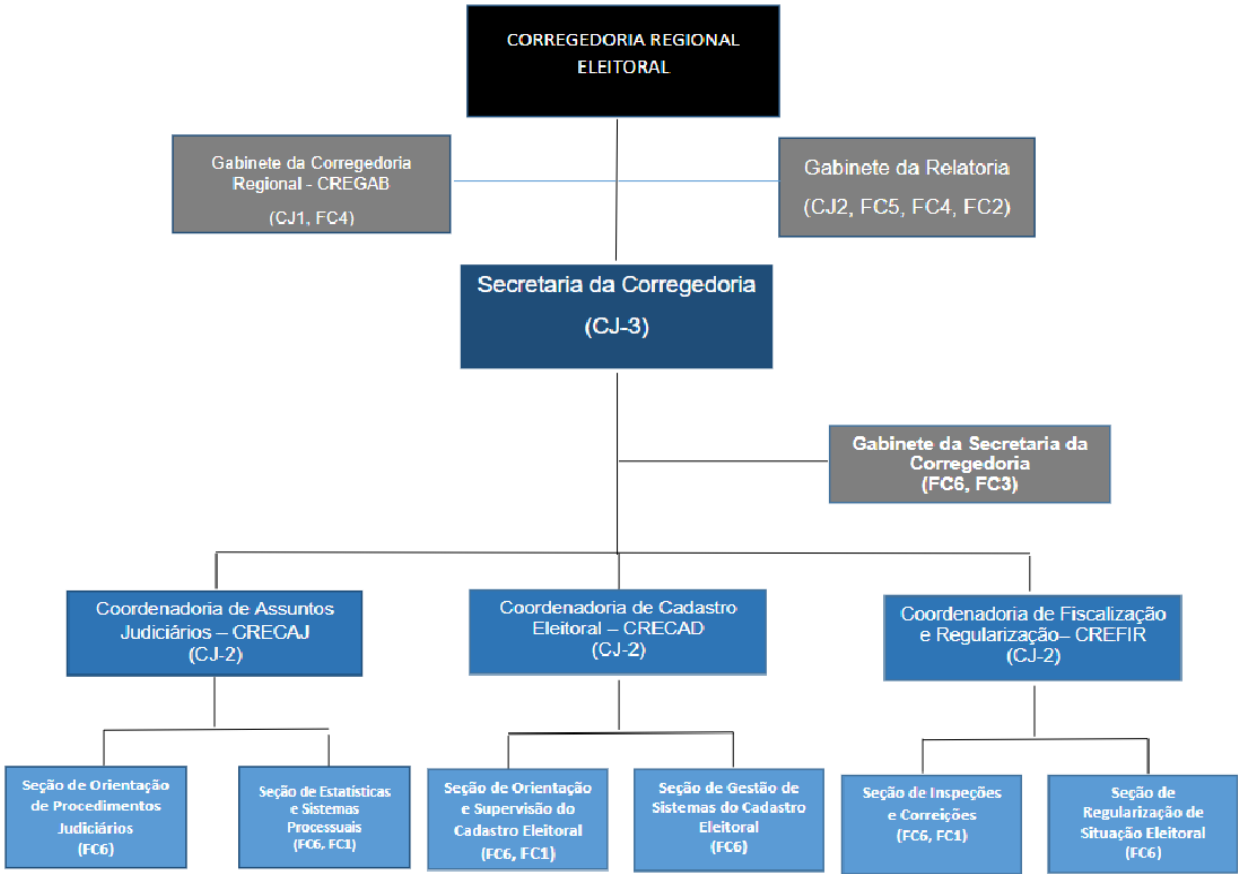 CORREGEDORIA REGIONAL
ELEITORAL
Gabinete da Corregedoria
Regional - CREGAB
(CJ1, FC4)
Gabinete da Relatoria
(CJ2, FC5, FC4, FC2)
Secretaria da Corregedoria
(CJ-3)
Gabinete da Secretaria da
Corregedoria
(FC6, FC3)
Coordenadoria de Assuntos
Judiciários – CRECAJ
(CJ-2)
Coordenadoria de Cadastro
Eleitoral – CRECAD
(CJ-2)
Coordenadoria de Fiscalização
e Regularização– CREFIR
(CJ-2)
Seção de Orientação
de Procedimentos
Judiciários
(FC6)
Seção de Estatísticas
e Sistemas
Processuais
(FC6, FC1)
Seção de Orientação
e Supervisão do
Cadastro Eleitoral
(FC6, FC1)
Seção de Gestão de
Sistemas do Cadastro
Eleitoral
(FC6)
Seção de Inspeções
e Correições
(FC6, FC1)
Seção de
Regularização de
Situação Eleitoral
(FC6)